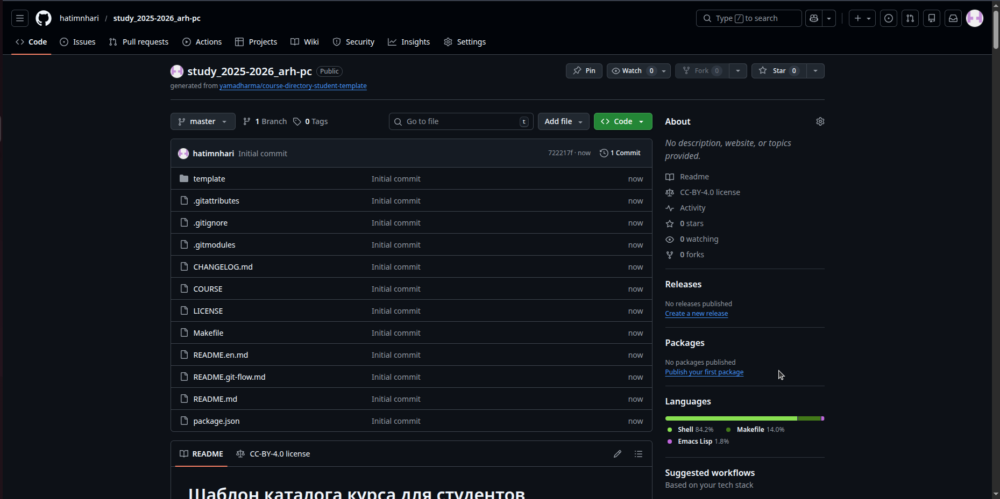 hatimnhari / study_2025-2026_arh-pc
Type / to search
Code Issues Pull requests Actions Projects Wiki Security Insights Settings
study_2025-2026_arh-pc Public
Pin Watch 0 Fork 0 Star 0
generated from yamadharma/course-directory-student-template
master 1 Branch 0 Tags
Go to file t
Add file
Code
hatimnhari Initial commit 722217f · now 1 Commit
template Initial commit now
.gitattributes Initial commit now
.gitignore Initial commit now
.gitmodules Initial commit now
CHANGELOG.md Initial commit now
COURSE Initial commit now
LICENSE Initial commit now
Makefile Initial commit now
README.en.md Initial commit now
README.git-flow.md Initial commit now
README.md Initial commit now
package.json Initial commit now
README CC-BY-4.0 license
Шаблон каталога курса для студентов
About
No description, website, or topics
provided.
Readme
CC-BY-4.0 license
Activity
0 stars
0 watching
0 forks
Releases
No releases published
Create a new release
Packages
No packages published
Publish your first package
Languages
Shell 84.2% Makefile 14.0%
Emacs Lisp 1.8%
Suggested workflows
Based on your tech stack